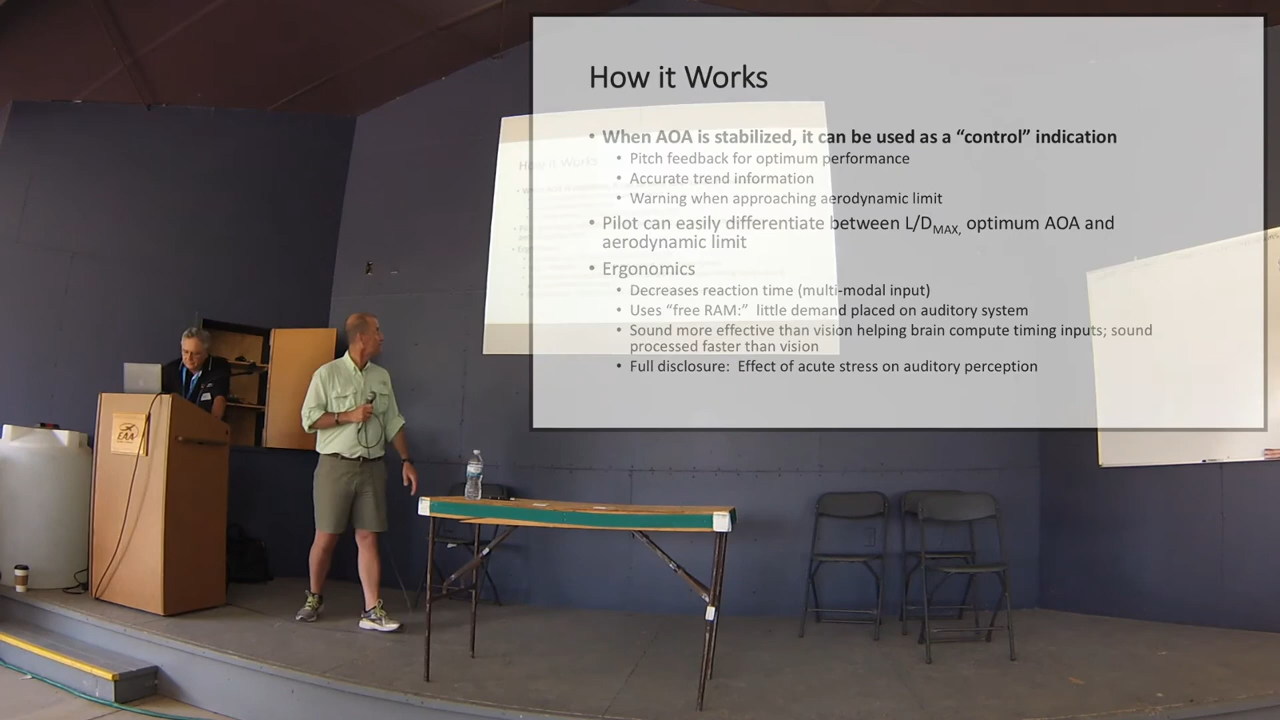 How it Works
• When AOA is stabilized, it can be used as a “control” indication
• Pitch feedback for optimum performance
• Accurate trend information
• Warning when approaching aerodynamic limit
• Pilot can easily differentiate between L/DMAX, optimum AOA and
aerodynamic limit
• Ergonomics
• Decreases reaction time (multi-modal input)
• Uses “free RAM:” little demand placed on auditory system
• Sound more effective than vision helping brain compute timing inputs; sound
processed faster than vision
• Full disclosure: Effect of acute stress on auditory perception
How it Works
EAA